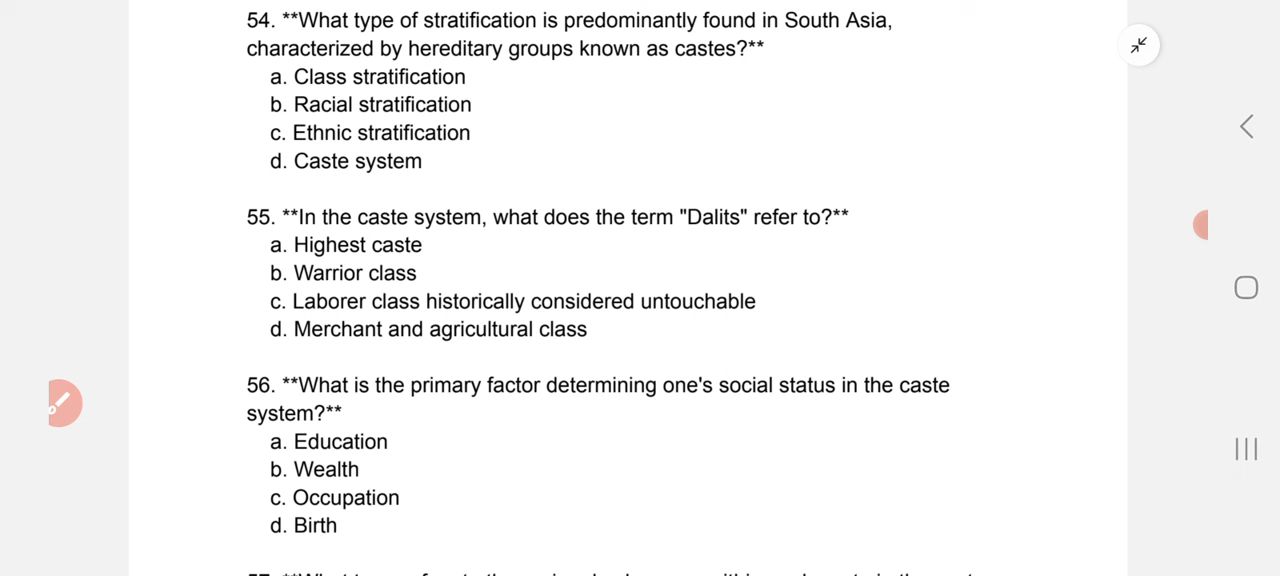 54. **What type of stratification is predominantly found in South Asia,
characterized by hereditary groups known as castes?**
a. Class stratification
b. Racial stratification
c. Ethnic stratification
d. Caste system
55. **In the caste system, what does the term "Dalits" refer to?**
a. Highest caste
b. Warrior class
c. Laborer class historically considered untouchable
d. Merchant and agricultural class
56. **What is the primary factor determining one's social status in the caste
system?**
a. Education
b. Wealth
c. Occupation
d. Birth